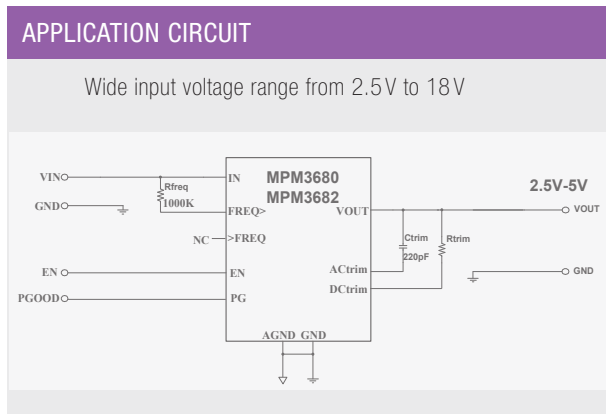 APPLICATION CIRCUIT
Wide input voltage range from 2.5V to 18V
VIN
IN
MPM3680
MPM3682
2.5V-5V
Rfreq
1000K
GND
FREQ>
VOUT
VOUT
NC
>FREQ
Ctrim
220pF
Rtrim
EN
EN
ACtrim
GND
PGOOD
PG
DCtrim
AGND GND